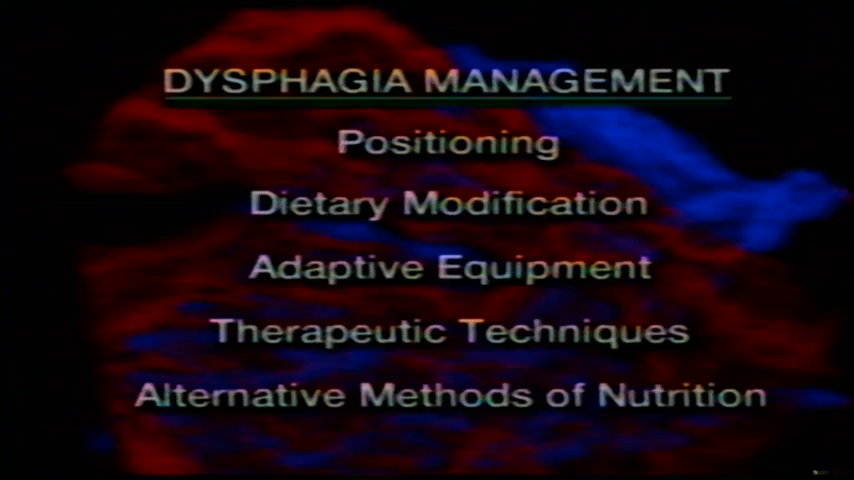 DYSPHAGIA MANAGEMENT
Positioning
Dietary Modification
Adaptive Equipment
Therapeutic Techniques
Alternative Methods of Nutrition